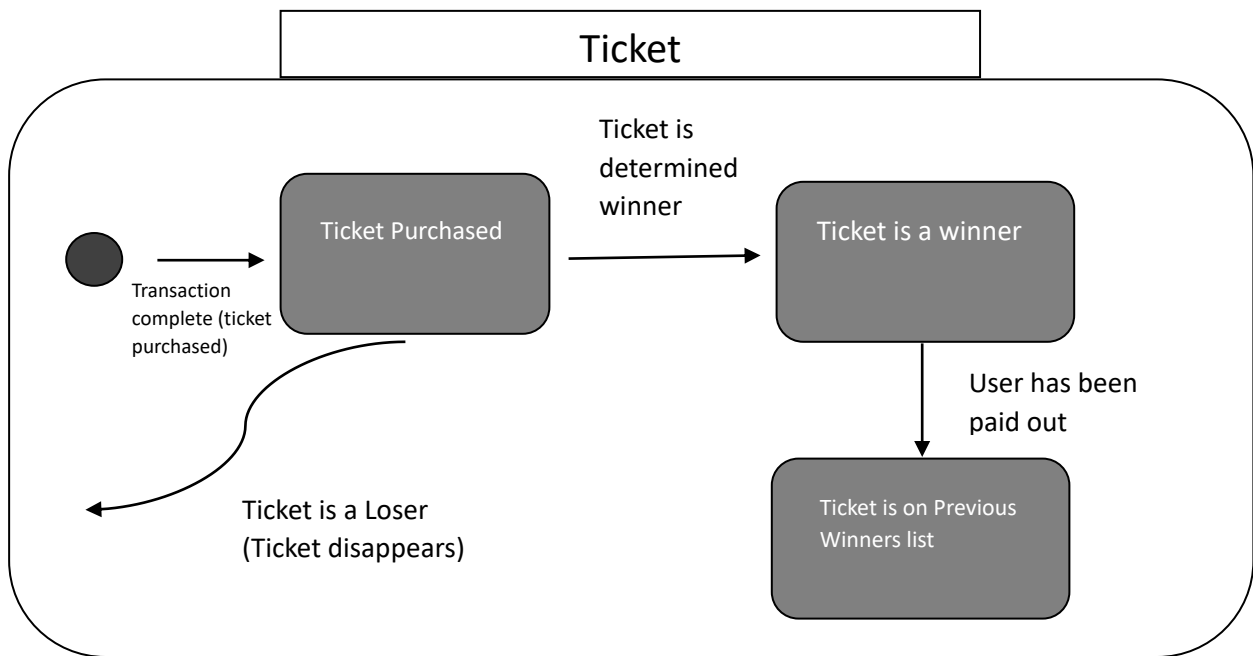 Ticket
Ticket is
determined
winner
Ticket Purchased
Ticket is a winner
Transaction
complete (ticket
purchased)
User has been
paid out
Ticket is a Loser
(Ticket disappears)
Ticket is on Previous
Winners list